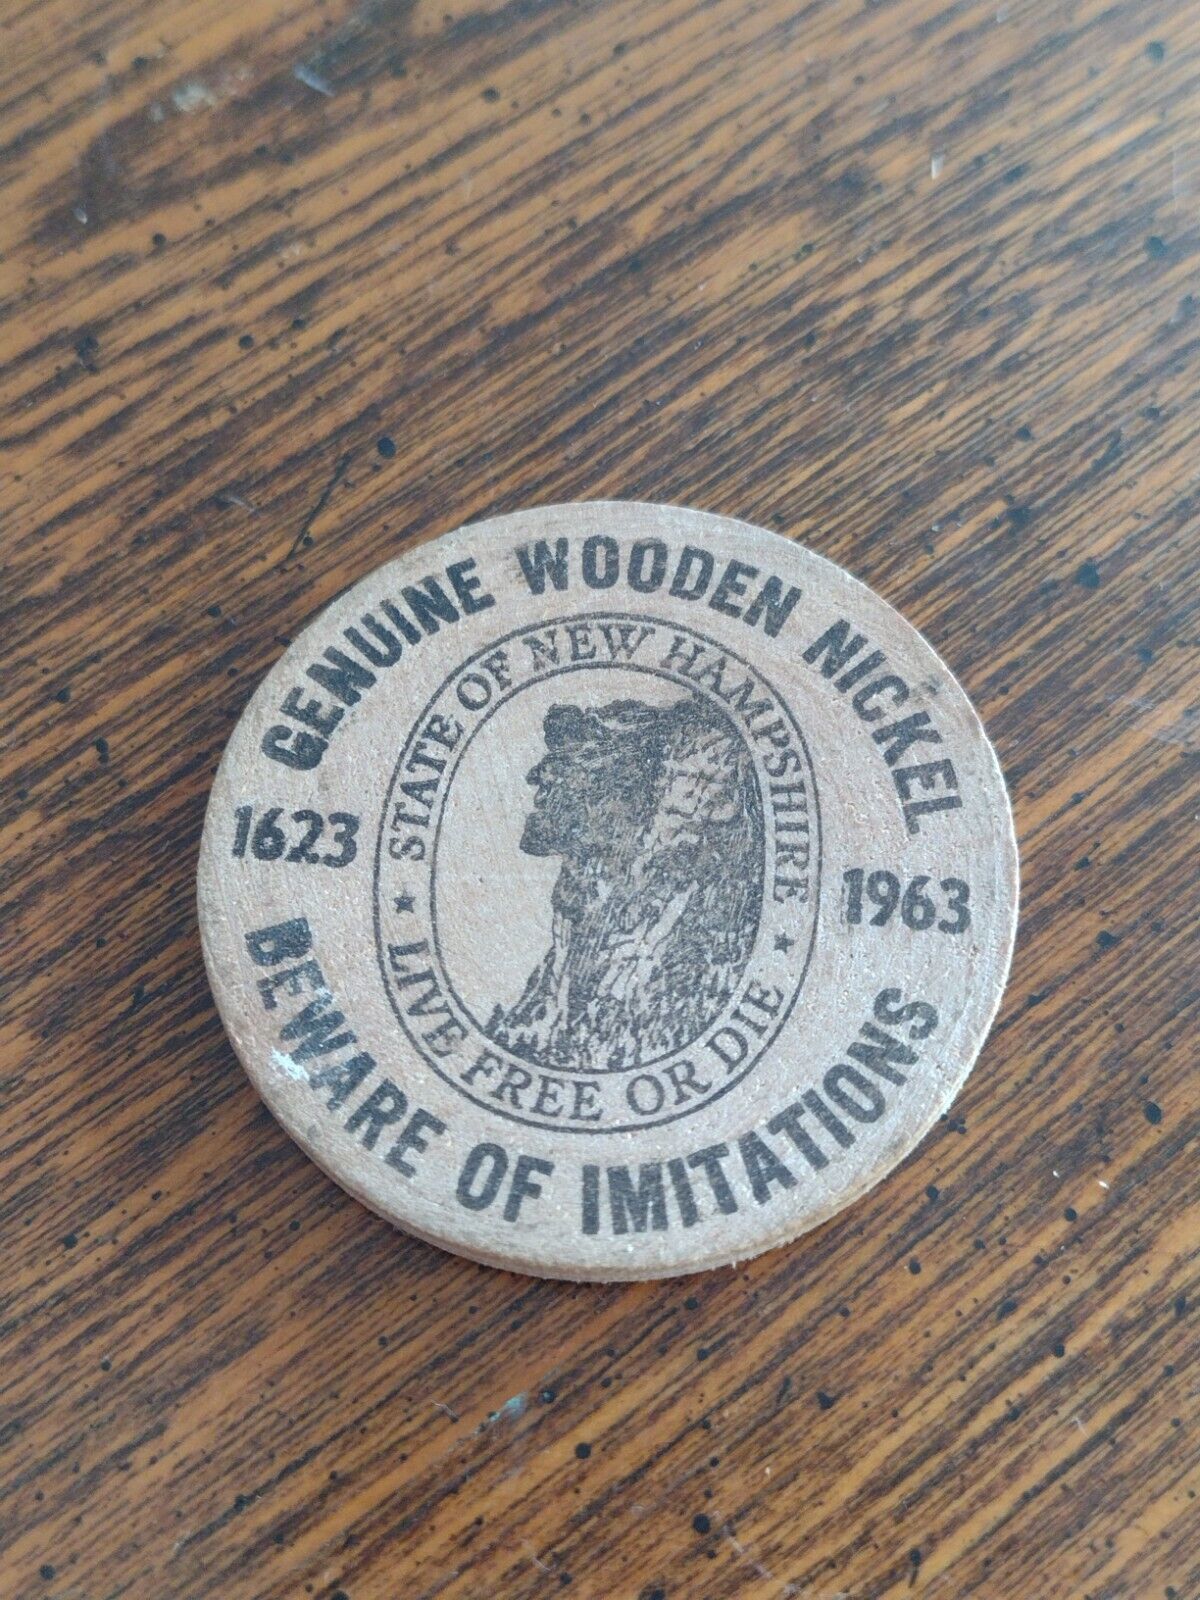 GENUINE WOODEN NICKEL
STATE OF NEW HAMPSHIRE
1623
1963
★ LIVE FREE OR DIE ★
BEWARE OF IMITATIONS